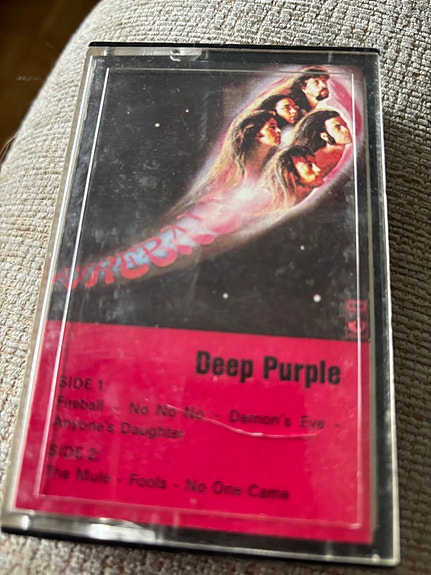 FIREBALL
Deep Purple
SIDE 1:
Fireball - No No No - Demon's Eye -
Anyone's Daughter
SIDE 2:
The Mule - Fools - No One Came